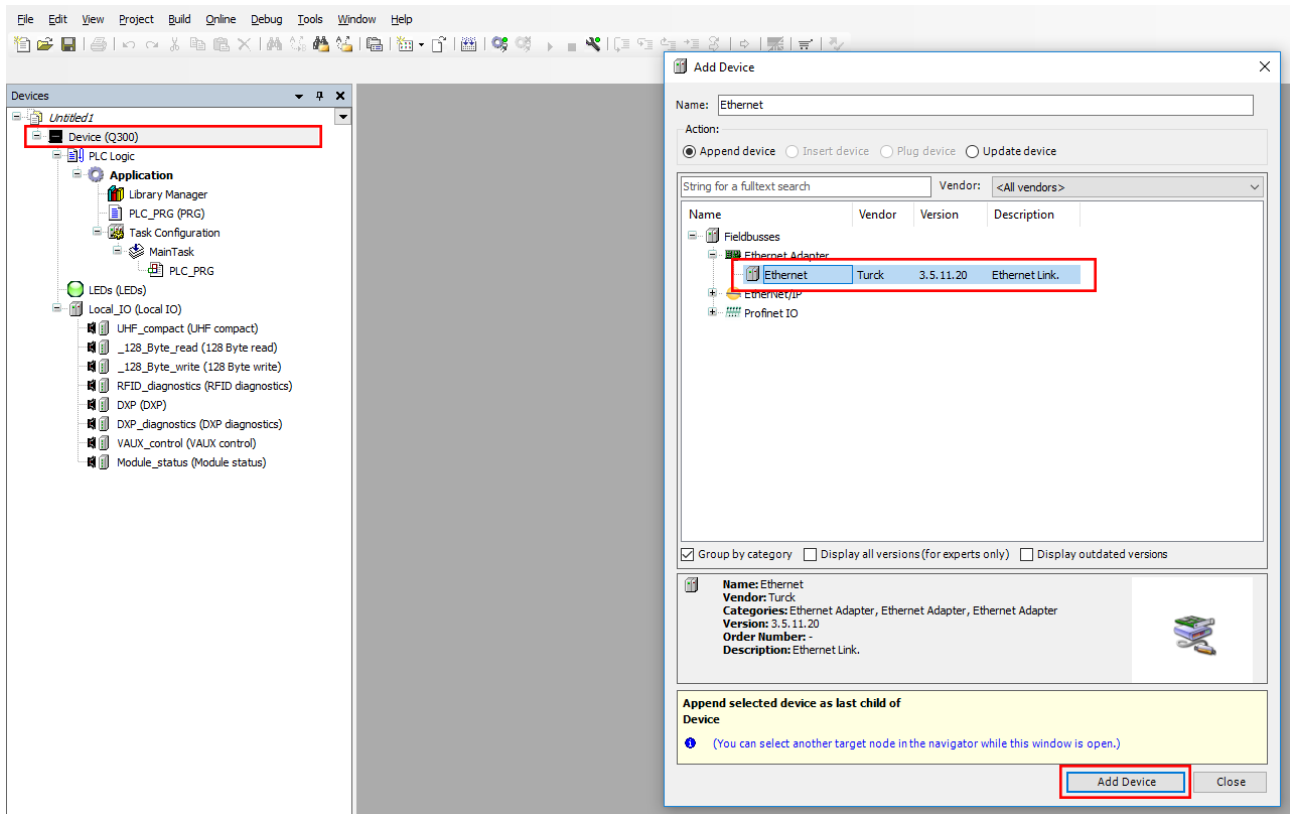 File Edit View Project Build Online Debug Tools Window Help
Devices
Untitled1
Device (Q300)
PLC Logic
Application
Library Manager
PLC_PRG (PRG)
Task Configuration
MainTask
PLC_PRG
LEDs (LEDs)
Local_IO (Local IO)
UHF_compact (UHF compact)
_128_Byte_read (128 Byte read)
_128_Byte_write (128 Byte write)
RFID_diagnostics (RFID diagnostics)
DXP (DXP)
DXP_diagnostics (DXP diagnostics)
VAUX_control (VAUX control)
Module_status (Module status)
Add Device
Name: Ethernet
Action:
Append device Insert device Plug device Update device
String for a fulltext search Vendor: <All vendors>
Name Vendor Version Description
Fieldbusses
Ethernet Adapter
Ethernet Turck 3.5.11.20 Ethernet Link.
EtherNet/IP
Profinet IO
Group by category Display all versions (for experts only) Display outdated versions
Name: Ethernet
Vendor: Turck
Categories: Ethernet Adapter, Ethernet Adapter, Ethernet Adapter
Version: 3.5.11.20
Order Number: -
Description: Ethernet Link.
Append selected device as last child of
Device
(You can select another target node in the navigator while this window is open.)
Add Device Close